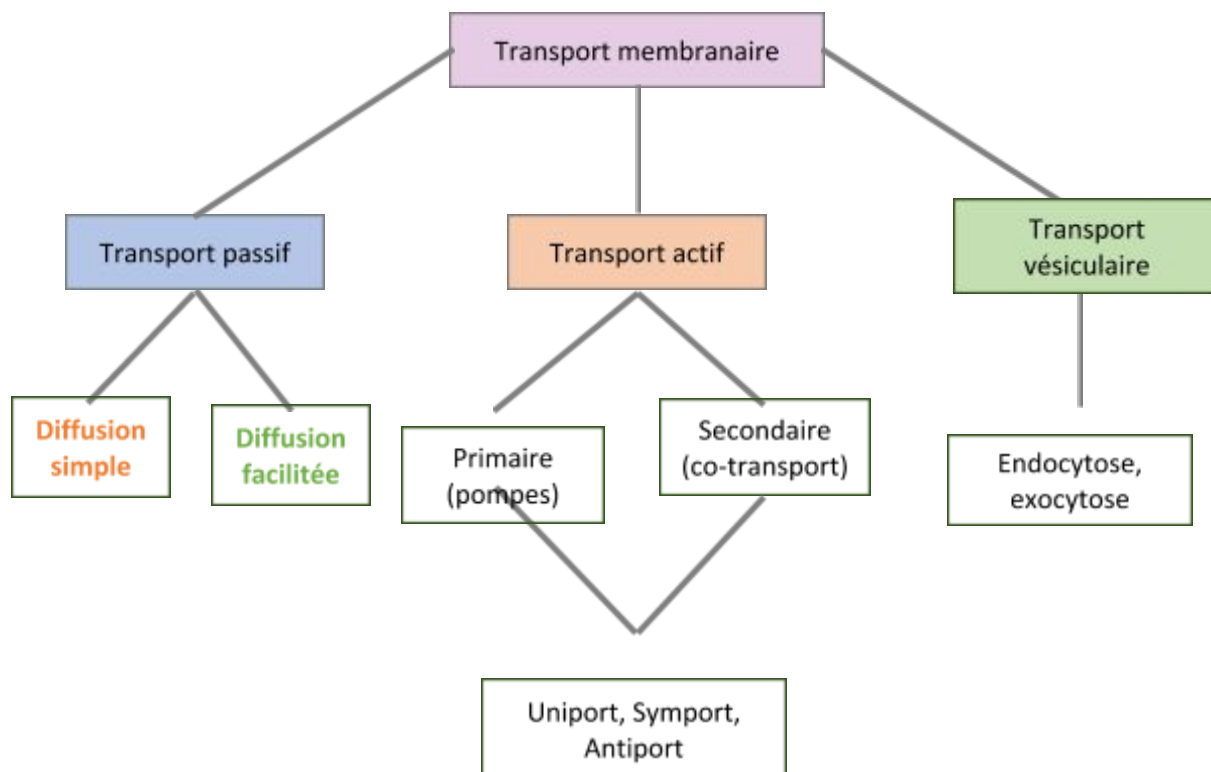 Transport membranaire
Transport passif
Transport actif
Transport
vésiculaire
Diffusion
simple
Diffusion
facilitée
Primaire
(pompes)
Secondaire
(co-transport)
Endocytose,
exocytose
Uniport, Symport,
Antiport